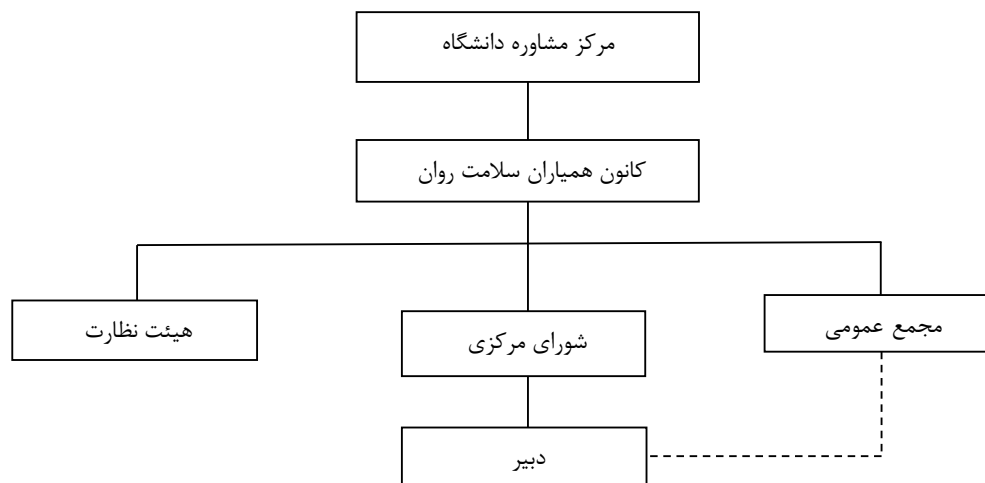 مرکز مشاوره دانشگاه
کانون همیاران سلامت روان
مجمع عمومی
شورای مرکزی
هیئت نظارت
دبیر